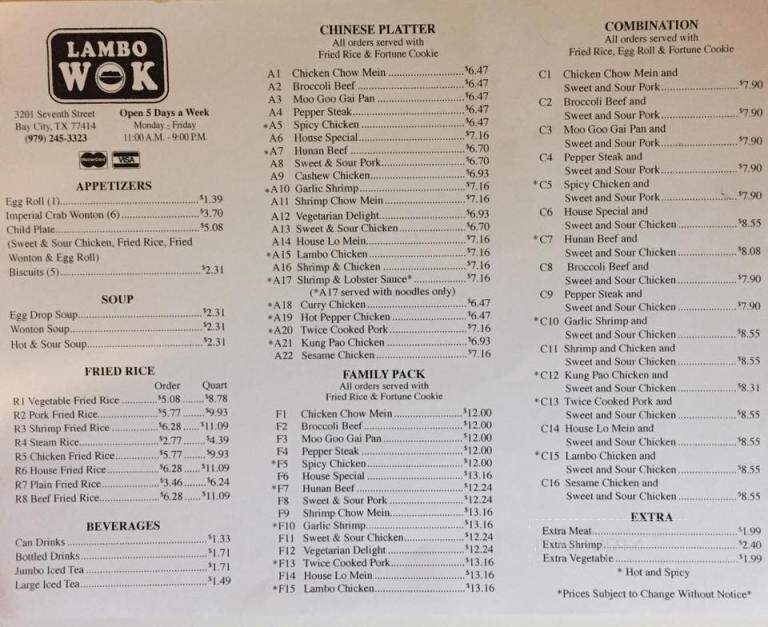 LAMBO
WOK
3201 Seventh Street
Bay City, TX 77414
(979) 245-3323
Open 5 Days a Week
Monday - Friday
11:00 A.M. - 9:00 P.M.
MasterCard VISA
APPETIZERS
Egg Roll (1) $1.39
Imperial Crab Wonton (6) $3.70
Child Plate $5.08
(Sweet & Sour Chicken, Fried Rice, Fried
Wonton & Egg Roll)
Biscuits (5) $2.31
SOUP
Egg Drop Soup $2.31
Wonton Soup $2.31
Hot & Sour Soup $2.31
FRIED RICE
Order Quart
R1 Vegetable Fried Rice $5.08 $8.78
R2 Pork Fried Rice $5.77 $9.93
R3 Shrimp Fried Rice $6.28 $11.09
R4 Steam Rice $2.77 $4.39
R5 Chicken Fried Rice $5.77 $9.93
R6 House Fried Rice $6.28 $11.09
R7 Plain Fried Rice $3.46 $6.24
R8 Beef Fried Rice $6.28 $11.09
BEVERAGES
Can Drinks $1.33
Bottled Drinks $1.71
Jumbo Iced Tea $1.71
Large Iced Tea $1.49
CHINESE PLATTER
All orders served with
Fried Rice & Fortune Cookie
A1 Chicken Chow Mein $6.47
A2 Broccoli Beef $6.47
A3 Moo Goo Gai Pan $6.47
A4 Pepper Steak $6.47
*A5 Spicy Chicken $6.47
A6 House Special $7.16
*A7 Hunan Beef $6.70
A8 Sweet & Sour Pork $6.70
A9 Cashew Chicken $6.93
*A10 Garlic Shrimp $7.16
A11 Shrimp Chow Mein $7.16
A12 Vegetarian Delight $6.93
A13 Sweet & Sour Chicken $6.70
A14 House Lo Mein $7.16
*A15 Lambo Chicken $7.16
A16 Shrimp & Chicken $7.16
*A17 Shrimp & Lobster Sauce* $7.16
(*A17 served with noodles only)
*A18 Curry Chicken $6.47
*A19 Hot Pepper Chicken $6.47
*A20 Twice Cooked Pork $7.16
*A21 Kung Pao Chicken $6.93
A22 Sesame Chicken $7.16
FAMILY PACK
All orders served with
Fried Rice & Fortune Cookie
F1 Chicken Chow Mein $12.00
F2 Broccoli Beef $12.00
F3 Moo Goo Gai Pan $12.00
F4 Pepper Steak $12.00
*F5 Spicy Chicken $12.00
F6 House Special $13.16
*F7 Hunan Beef $12.24
F8 Sweet & Sour Pork $12.24
F9 Shrimp Chow Mein $13.16
*F10 Garlic Shrimp $13.16
F11 Sweet & Sour Chicken $12.24
F12 Vegetarian Delight $12.24
*F13 Twice Cooked Pork $13.16
F14 House Lo Mein $13.16
*F15 Lambo Chicken $13.16
COMBINATION
All orders served with
Fried Rice, Egg Roll & Fortune Cookie
C1 Chicken Chow Mein and
Sweet and Sour Pork $7.90
C2 Broccoli Beef and
Sweet and Sour Pork $7.90
C3 Moo Goo Gai Pan and
Sweet and Sour Pork $7.90
C4 Pepper Steak and
Sweet and Sour Pork $7.90
*C5 Spicy Chicken and
Sweet and Sour Pork $7.90
C6 House Special and
Sweet and Sour Chicken $8.55
*C7 Hunan Beef and
Sweet and Sour Chicken $8.08
C8 Broccoli Beef and
Sweet and Sour Chicken $7.90
C9 Pepper Steak and
Sweet and Sour Chicken $7.90
*C10 Garlic Shrimp and
Sweet and Sour Chicken $8.55
C11 Shrimp and Chicken and
Sweet and Sour Chicken $8.55
*C12 Kung Pao Chicken and
Sweet and Sour Chicken $8.31
*C13 Twice Cooked Pork and
Sweet and Sour Chicken $8.55
C14 House Lo Mein and
Sweet and Sour Chicken $8.55
*C15 Lambo Chicken and
Sweet and Sour Chicken $8.55
C16 Sesame Chicken and
Sweet and Sour Chicken $8.55
EXTRA
Extra Meat $1.99
Extra Shrimp $2.40
Extra Vegetable $1.99
* Hot and Spicy
*Prices Subject to Change Without Notice*